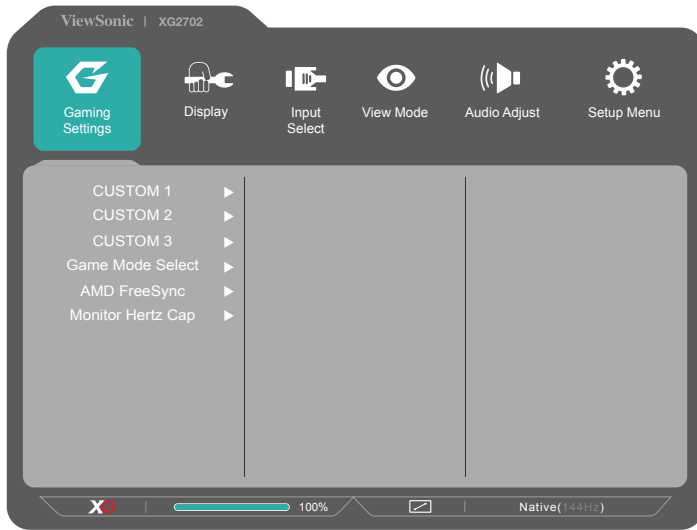 ViewSonic | XG2702
Gaming
Settings
Display
Input
Select
View Mode
Audio Adjust
Setup Menu
CUSTOM 1
CUSTOM 2
CUSTOM 3
Game Mode Select
AMD FreeSync
Monitor Hertz Cap
XG | 100% | Native(144Hz)